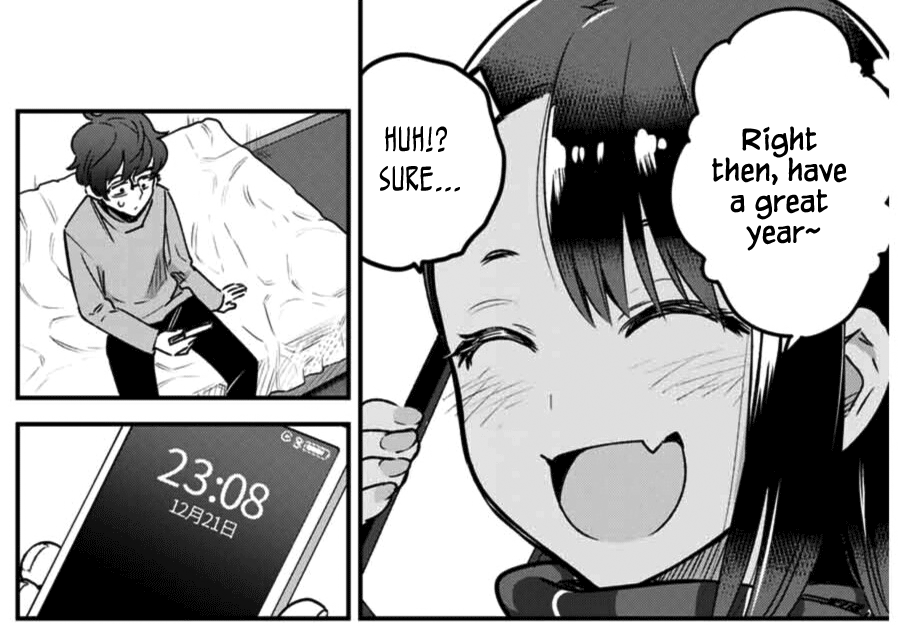 Right
then, have
a great
year~
HUH!?
SURE...
23:08
12月21日